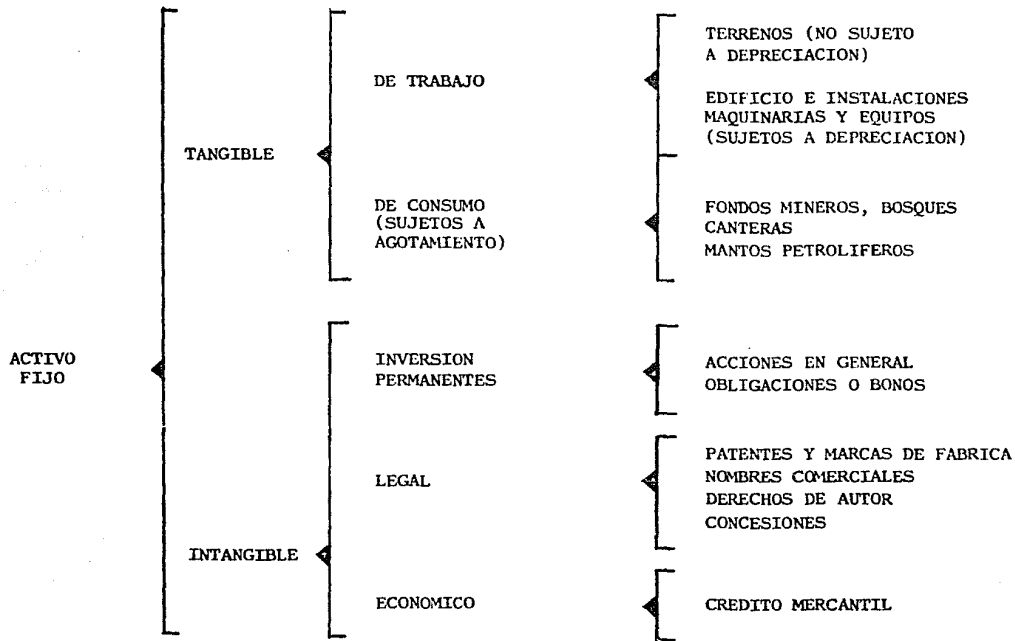 ACTIVO
FIJO
TANGIBLE
DE TRABAJO
TERRENOS (NO SUJETO
A DEPRECIACION)
EDIFICIO E INSTALACIONES
MAQUINARIAS Y EQUIPOS
(SUJETOS A DEPRECIACION)
DE CONSUMO
(SUJETOS A
AGOTAMIENTO)
FONDOS MINEROS, BOSQUES
CANTERAS
MANTOS PETROLIFEROS
INTANGIBLE
INVERSION
PERMANENTES
ACCIONES EN GENERAL
OBLIGACIONES O BONOS
LEGAL
PATENTES Y MARCAS DE FABRICA
NOMBRES COMERCIALES
DERECHOS DE AUTOR
CONCESIONES
ECONOMICO
CREDITO MERCANTIL